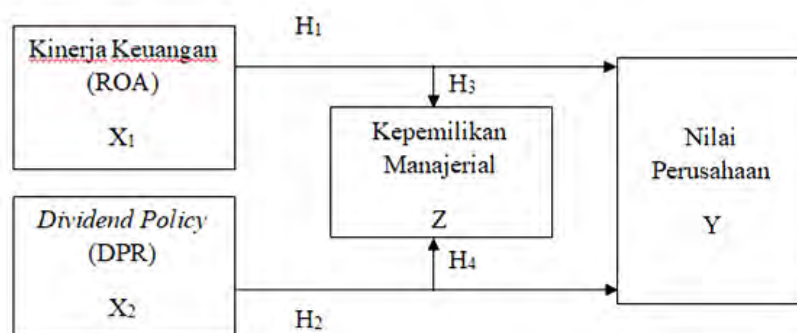 H1
Kinerja Keuangan
(ROA)
X1
H3
Kepemilikan
Manajerial
Z
Nilai
Perusahaan
Y
Dividend Policy
(DPR)
X2
H4
H2